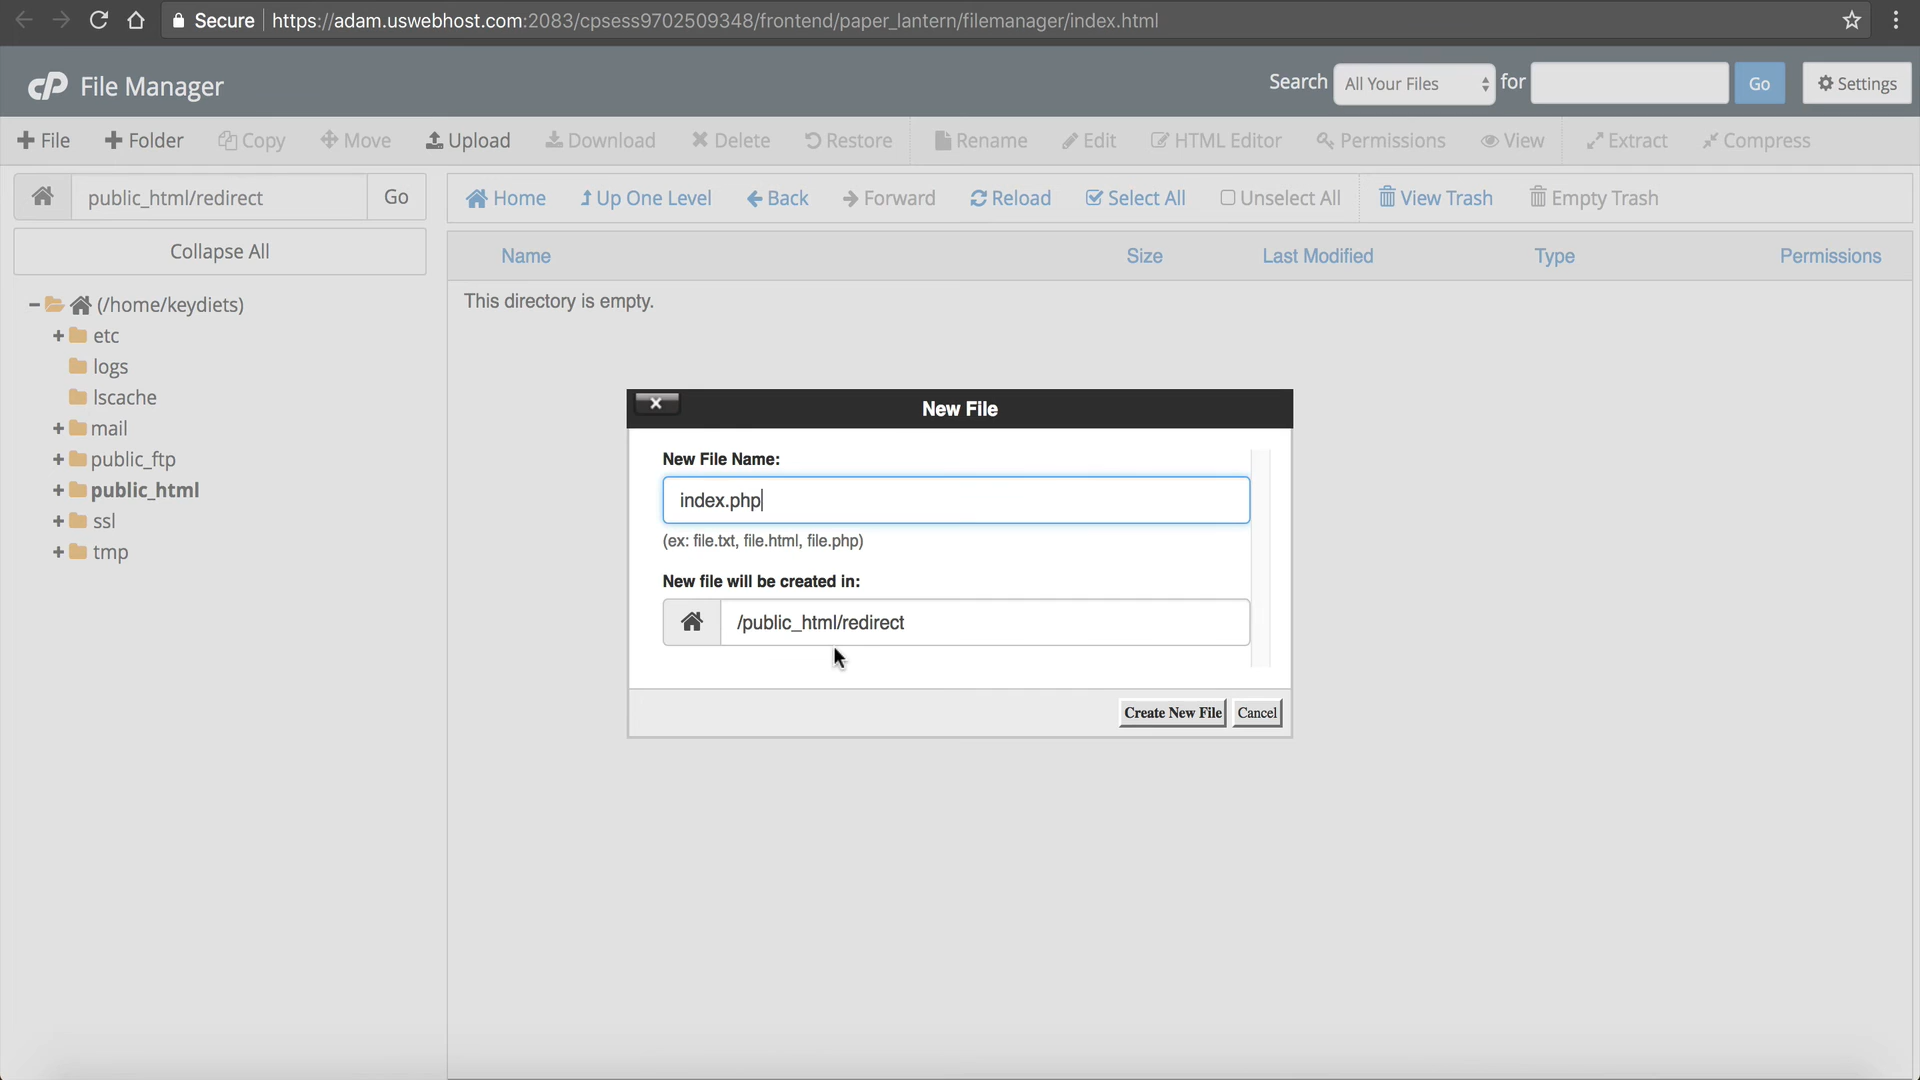 Secure https://adam.uswebhost.com:2083/cpsess9702509348/frontend/paper_lantern/filemanager/index.html
cP File Manager Search All Your Files for Go Settings
File Folder Copy Move Upload Download Delete Restore Rename Edit HTML Editor Permissions View Extract Compress
public_html/redirect Go Home Up One Level Back Forward Reload Select All Unselect All View Trash Empty Trash
Collapse All
Name Size Last Modified Type Permissions
This directory is empty.
(/home/keydiets)
etc
logs
lscache
mail
public_ftp
public_html
ssl
tmp
New File
New File Name:
index.php
(ex: file.txt, file.html, file.php)
New file will be created in:
/public_html/redirect
Create New File Cancel